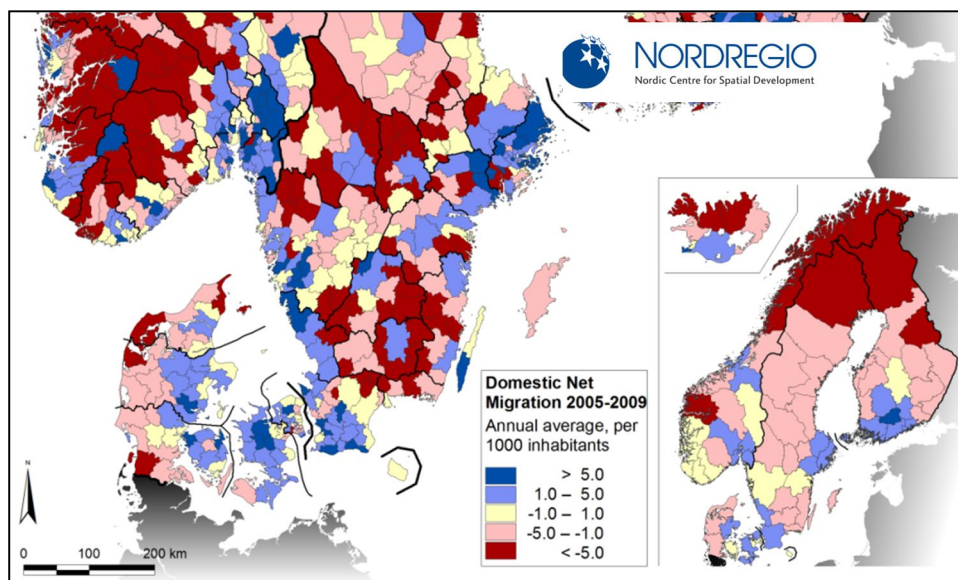 NORDREGIO
Nordic Centre for Spatial Development
Domestic Net
Migration 2005-2009
Annual average, per
1000 inhabitants
> 5.0
1.0 – 5.0
-1.0 – 1.0
-5.0 – -1.0
< -5.0
N
0 100 200 km